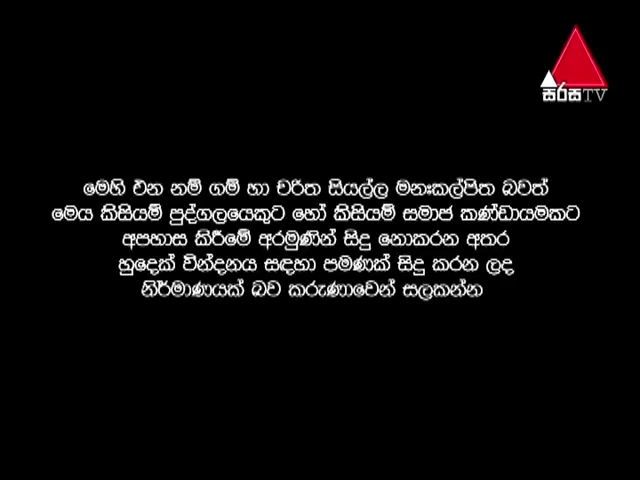 සිරස TV
මෙහි එන නම් ගම් හා චරිත සියල්ල මනඃකල්පිත බවත්
මෙය කිසියම් පුද්ගලයෙකුට හෝ කිසියම් සමාජ කණ්ඩායමකට
අපහාස කිරීමේ අරමුණින් සිදු නොකරන අතර
හුදෙක් වින්දනය සඳහා පමණක් සිදු කරන ලද
නිර්මාණයක් බව කරුණාවෙන් සලකන්න